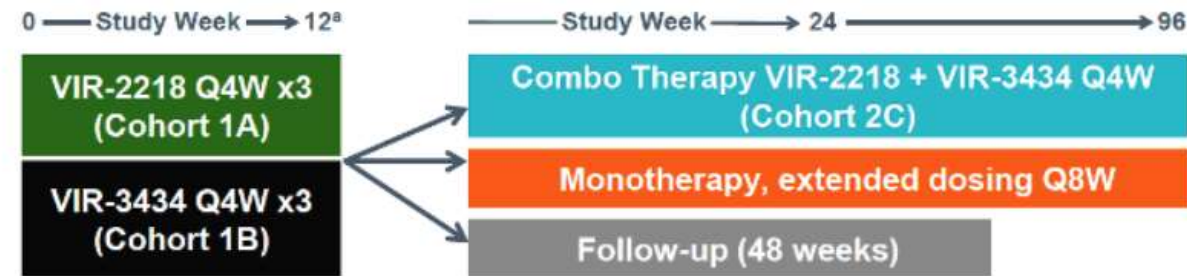 0 Study Week 12ª
Study Week 24 96
VIR-2218 Q4W x3
(Cohort 1A)
VIR-3434 Q4W x3
(Cohort 1B)
Combo Therapy VIR-2218 + VIR-3434 Q4W
(Cohort 2C)
Monotherapy, extended dosing Q8W
Follow-up (48 weeks)